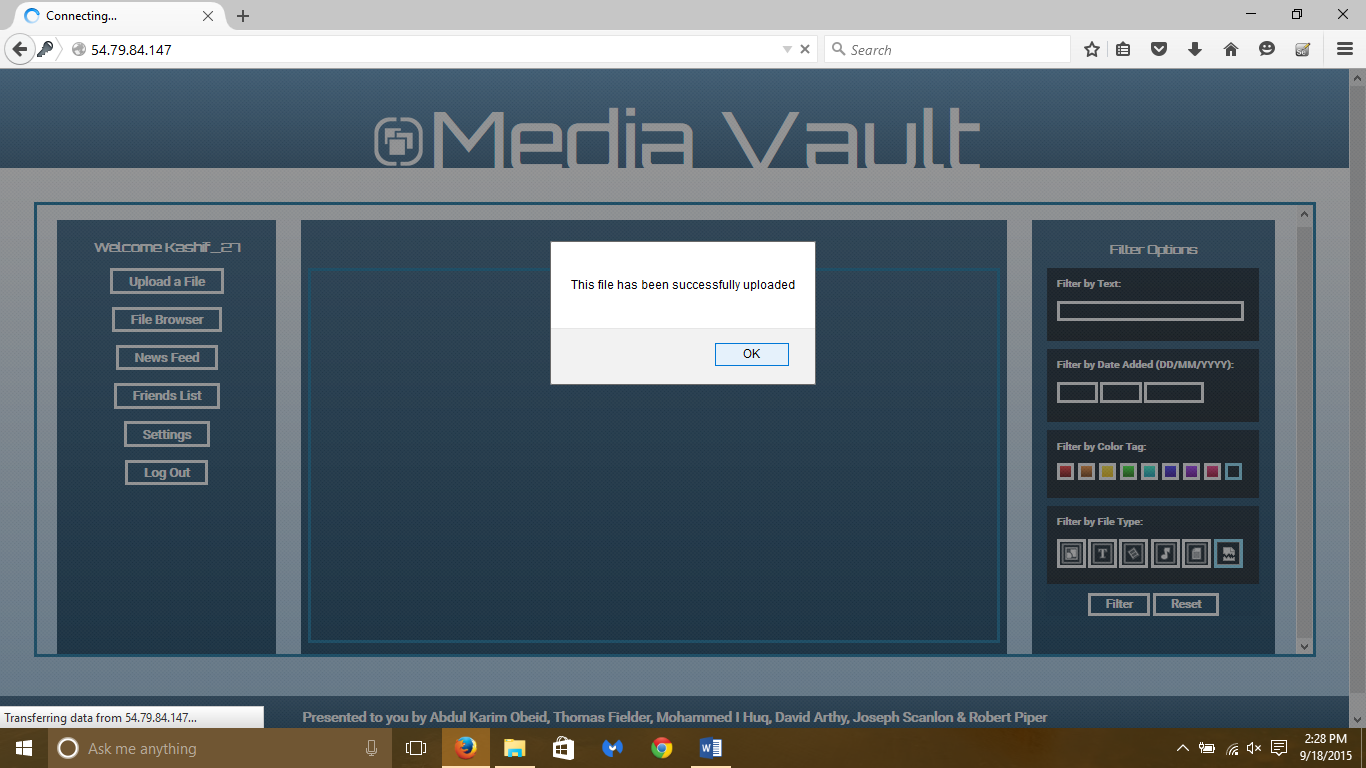 Connecting...
54.79.84.147
Search
Media Vault
Welcome Kashif_27
Upload a File
File Browser
News Feed
Friends List
Settings
Log Out
This file has been successfully uploaded
OK
Filter Options
Filter by Text:
Filter by Date Added (DD/MM/YYYY):
Filter by Color Tag:
Filter by File Type:
T
Filter Reset
Transferring data from 54.79.84.147...
Presented to you by Abdul Karim Obeid, Thomas Fielder, Mohammed I Huq, David Arthy, Joseph Scanlon & Robert Piper
Ask me anything
2:28 PM
9/18/2015